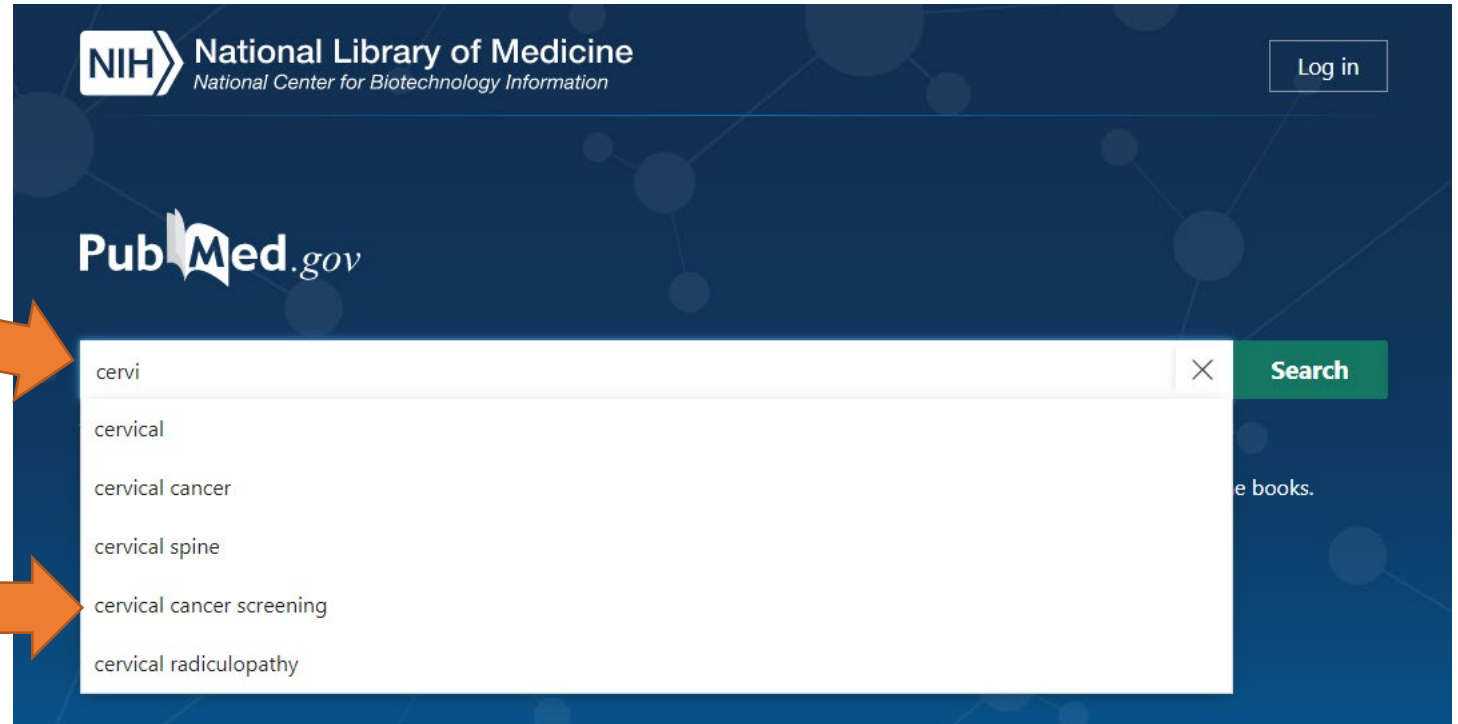 NIH National Library of Medicine
National Center for Biotechnology Information
Log in
PubMed.gov
cervi
Search
cervical
cervical cancer
e books.
cervical spine
cervical cancer screening
cervical radiculopathy